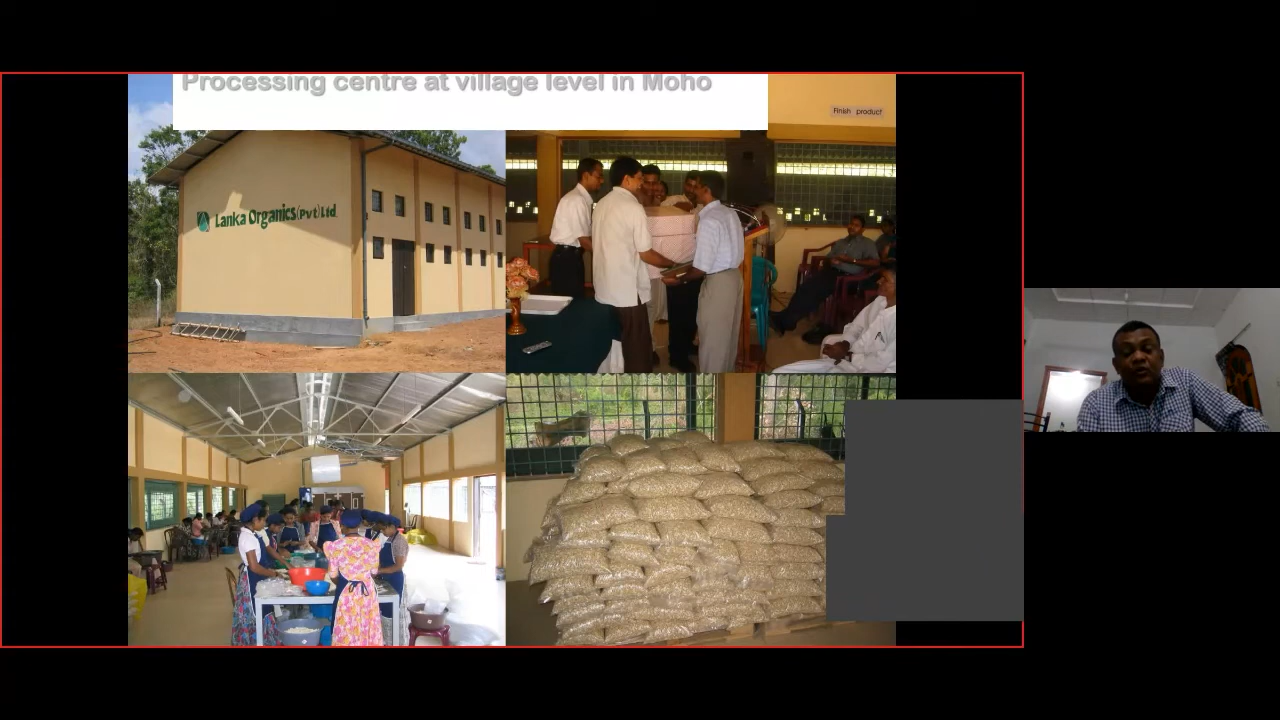 Processing centre at village level in Moho
Finish product
Lanka Organics (Pvt) Ltd.